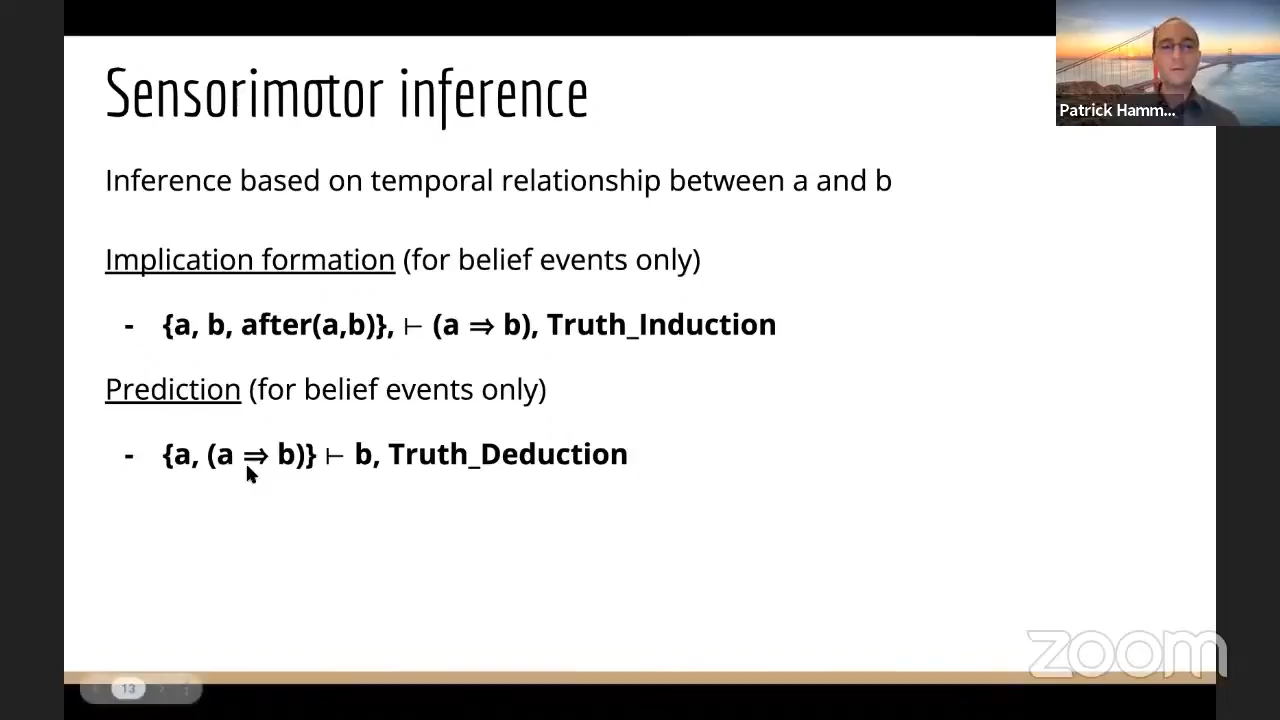 Sensorimotor inference
Patrick Hamm...
Inference based on temporal relationship between a and b
Implication formation (for belief events only)
- {a, b, after(a,b)}, ⊢ (a ⇒ b), Truth_Induction
Prediction (for belief events only)
- {a, (a ⇒ b)} ⊢ b, Truth_Deduction
zoom
13